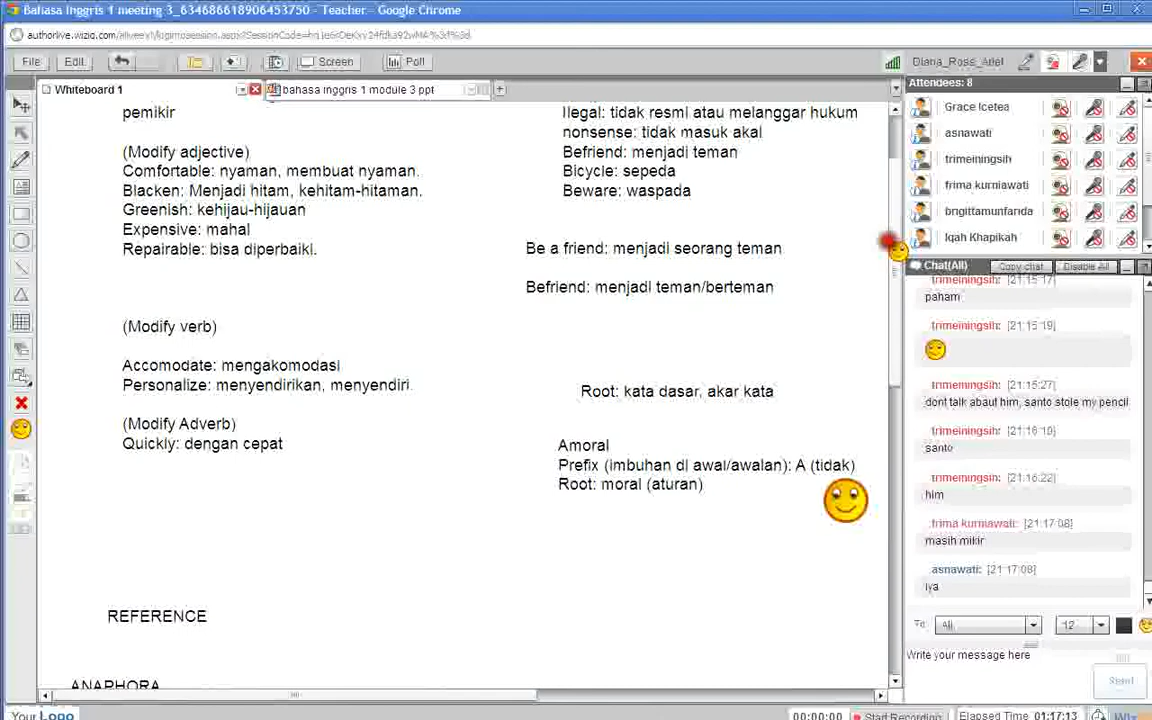 Bahasa Inggris 1 meeting 3_634686618906453750 - Teacher - Google Chrome
File
Edit
Screen
Poll
Diana_Ross_Ariel
Whiteboard 1
bahasa inggris 1 module 3 ppt
Attendees: 8
Grace Icetea
asnawati
trimeiningsih
frima kurniawati
brigittamunfarida
Iqah Khapikah
pemikir
(Modify adjective)
Comfortable: nyaman, membuat nyaman.
Blacken: Menjadi hitam, kehitam-hitaman.
Greenish: kehijau-hijauan
Expensive: mahal
Repairable: bisa diperbaiki.
(Modify verb)
Accomodate: mengakomodasi
Personalize: menyendirikan, menyendiri
(Modify Adverb)
Quickly: dengan cepat
REFERENCE
ANAPHORA
Ilegal: tidak resmi atau melanggar hukum
nonsense: tidak masuk akal
Befriend: menjadi teman
Bicycle: sepeda
Beware: waspada
Be a friend: menjadi seorang teman
Befriend: menjadi teman/berteman
Root: kata dasar, akar kata
Amoral
Prefix (imbuhan di awal/awalan): A (tidak)
Root: moral (aturan)
Chat(All)
Copy chat
Disable All
trimeiningsih: [21:15:17]
paham
trimeiningsih: [21:15:19]
trimeiningsih: [21:15:27]
dont talk abauf him, santo stole my pencil
trimeiningsih: [21:16:19]
santo
trimeiningsih: [21:16:22]
him
frima kurniawati: [21:17:08]
masih mikir
asnawati: [21:17:08]
iya
To
All
12
Write your message here
Send
Your Logo
00:00:00
Start Recording
Elapsed Time 01:17:13